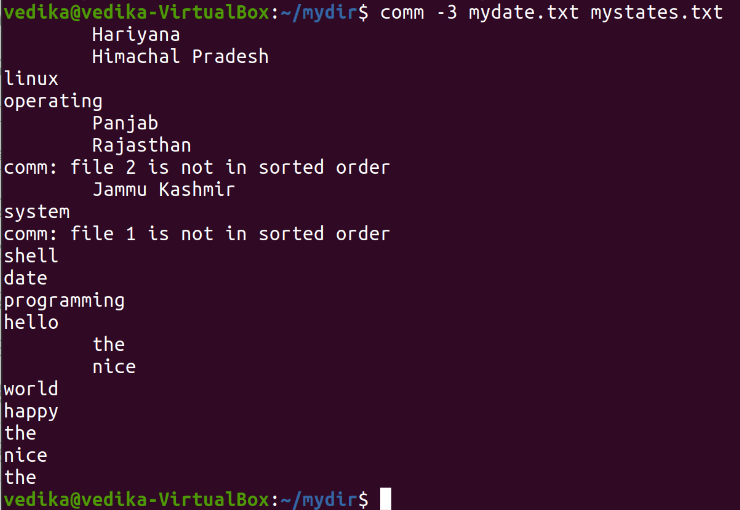 vedika@vedika-VirtualBox:~/mydir$ comm -3 mydate.txt mystates.txt
Hariyana
Himachal Pradesh
linux
operating
Panjab
Rajasthan
comm: file 2 is not in sorted order
Jammu Kashmir
system
comm: file 1 is not in sorted order
shell
date
programming
hello
the
nice
world
happy
the
nice
the
vedika@vedika-VirtualBox:~/mydir$